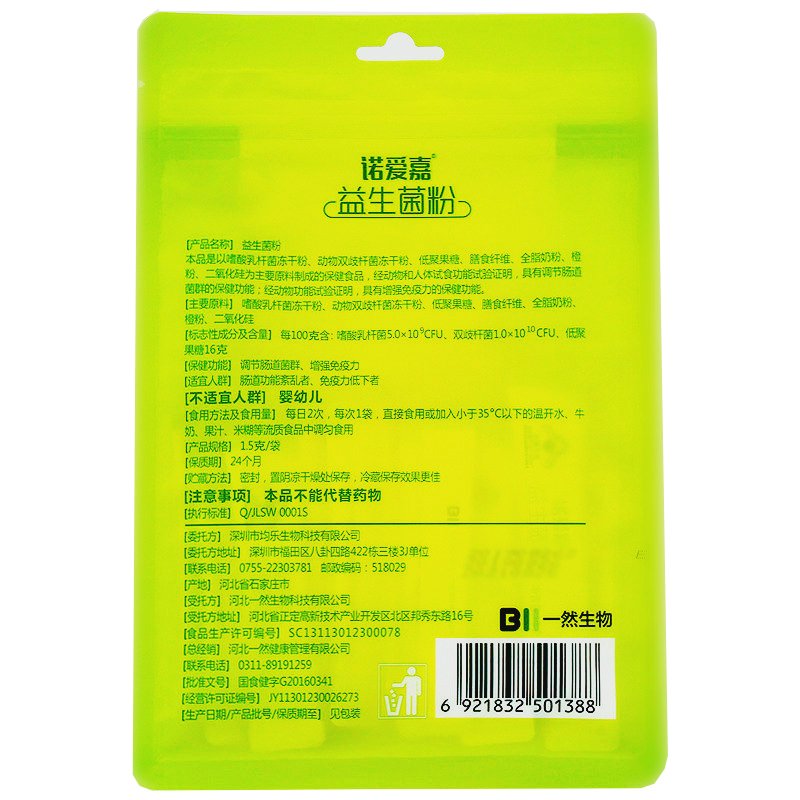 诺爱嘉®
益生菌粉
[产品名称] 益生菌粉
本品是以嗜酸乳杆菌冻干粉、动物双歧杆菌冻干粉、低聚果糖、膳食纤维、全脂奶粉、橙
粉、二氧化硅为主要原料制成的保健食品，经动物和人体试食功能试验证明，具有调节肠道
菌群的保健功能；经动物功能试验证明，具有增强免疫力的保健功能。
[主要原料] 嗜酸乳杆菌冻干粉、动物双歧杆菌冻干粉、低聚果糖、膳食纤维、全脂奶粉、
橙粉、二氧化硅
[标志性成分及含量] 每100克含：嗜酸乳杆菌5.0×10⁹CFU、双歧杆菌1.0×10¹⁰CFU、低聚
果糖16克
[保健功能] 调节肠道菌群、增强免疫力
[适宜人群] 肠道功能紊乱者、免疫力低下者
[不适宜人群] 婴幼儿
[食用方法及食用量] 每日2次，每次1袋，直接食用或加入小于35°C以下的温开水、牛
奶、果汁、米糊等流质食品中调匀食用
[产品规格] 1.5克/袋
[保质期] 24个月
[贮藏方法] 密封，置阴凉干燥处保存，冷藏保存效果更佳
[注意事项] 本品不能代替药物
[执行标准] Q/JLSW 0001S
[委托方] 深圳市均乐生物科技有限公司
[委托方地址] 深圳市福田区八卦四路422栋三楼3J单位
[联系电话] 0755-22303781 邮政编码：518029
[产地] 河北省石家庄市
[受托方] 河北一然生物科技有限公司
[受托方地址] 河北省正定高新技术产业开发区北区邦秀东路16号
[食品生产许可编号] SC13113012300078
[总经销] 河北一然健康管理有限公司
[联系电话] 0311-89191259
[批准文号] 国食健字G20160341
[经营许可证编号] JY11301230026273
[生产日期/产品批号/保质期至] 见包装
一然生物
6 921832 501388